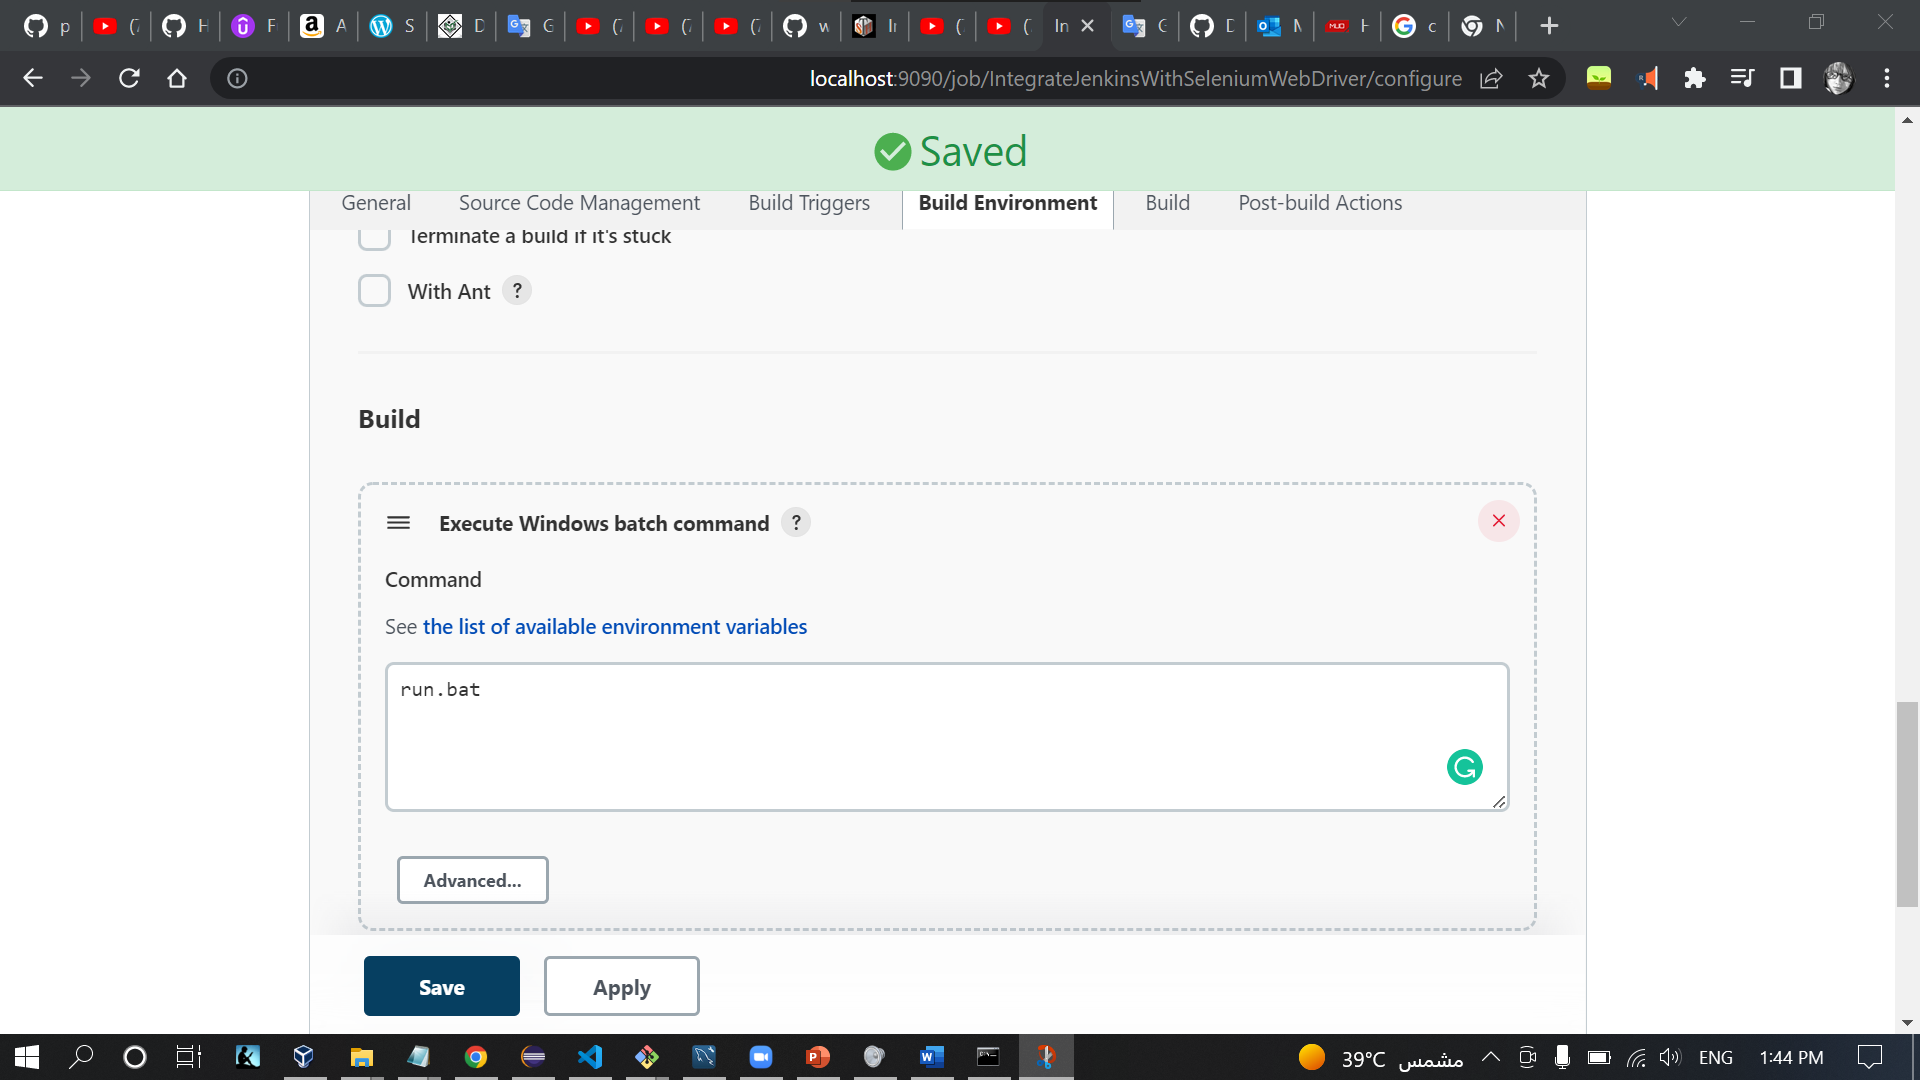 localhost:9090/job/IntegrateJenkinsWithSeleniumWebDriver/configure
Saved
General Source Code Management Build Triggers Build Environment Build Post-build Actions
Terminate a build if it's stuck
With Ant ?
Build
Execute Windows batch command ?
Command
See the list of available environment variables
run.bat
Advanced...
Save Apply
39°C مشمس ENG 1:44 PM